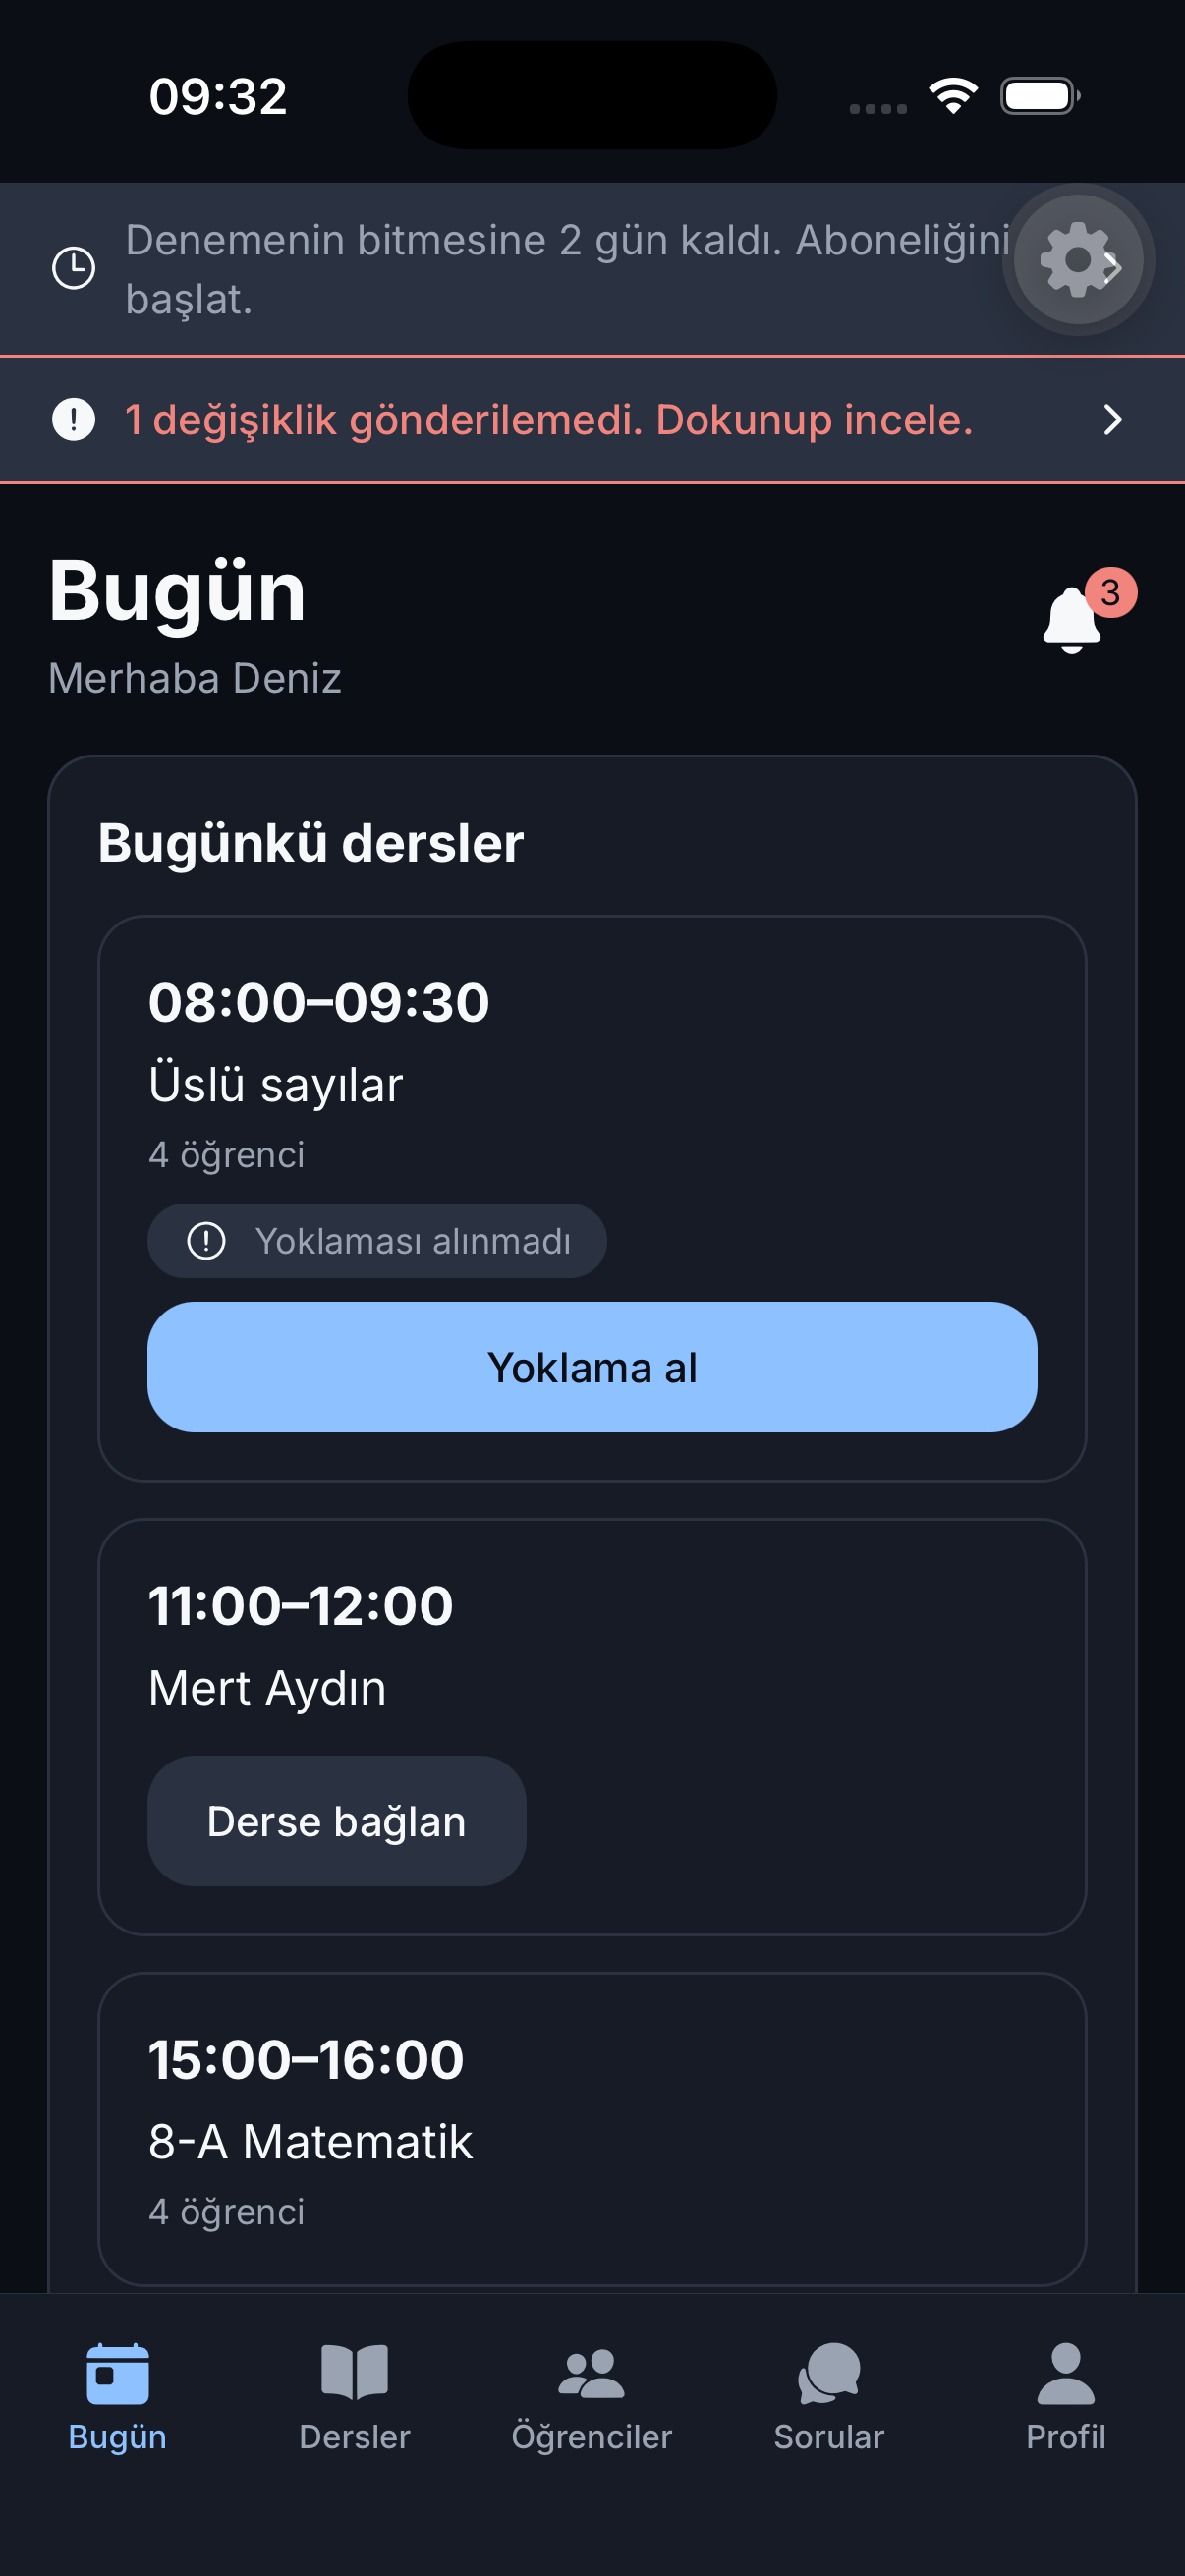 09:32
Denemenin bitmesine 2 gün kaldı. Aboneliğini
başlat.
1 değişiklik gönderilemedi. Dokunup incele.
Bugün
3
Merhaba Deniz
Bugünkü dersler
08:00–09:30
Üslü sayılar
4 öğrenci
Yoklaması alınmadı
Yoklama al
11:00–12:00
Mert Aydın
Derse bağlan
15:00–16:00
8-A Matematik
4 öğrenci
Bugün
Dersler
Öğrenciler
Sorular
Profil